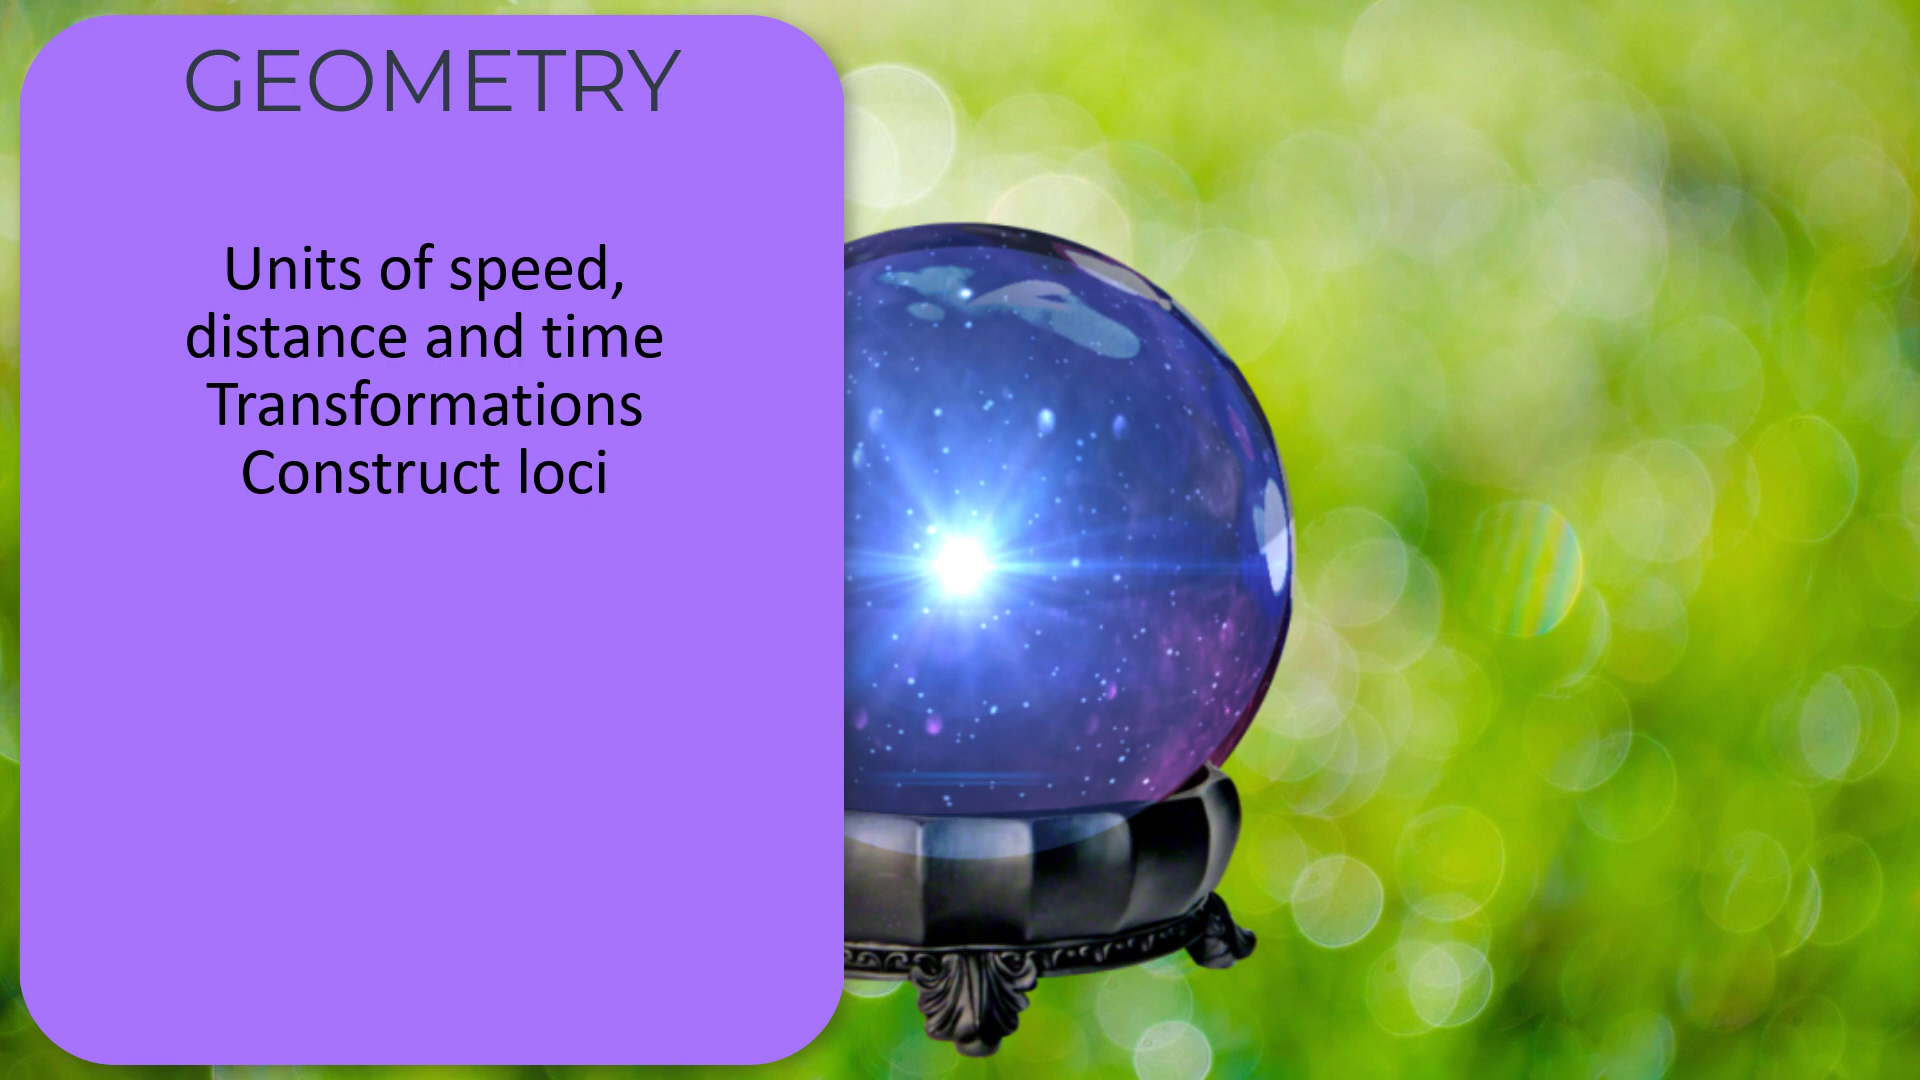 GEOMETRY
Units of speed,
distance and time
Transformations
Construct loci